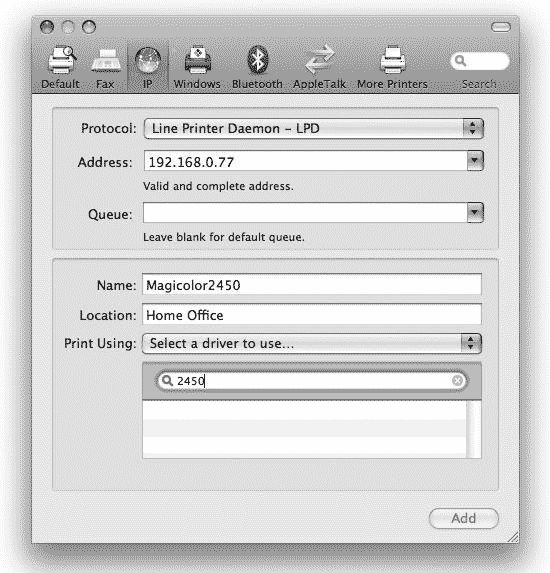 Default Fax IP Windows Bluetooth AppleTalk More Printers Search
Protocol: Line Printer Daemon – LPD
Address: 192.168.0.77
Valid and complete address.
Queue:
Leave blank for default queue.
Name: Magicolor2450
Location: Home Office
Print Using: Select a driver to use...
2450
Add